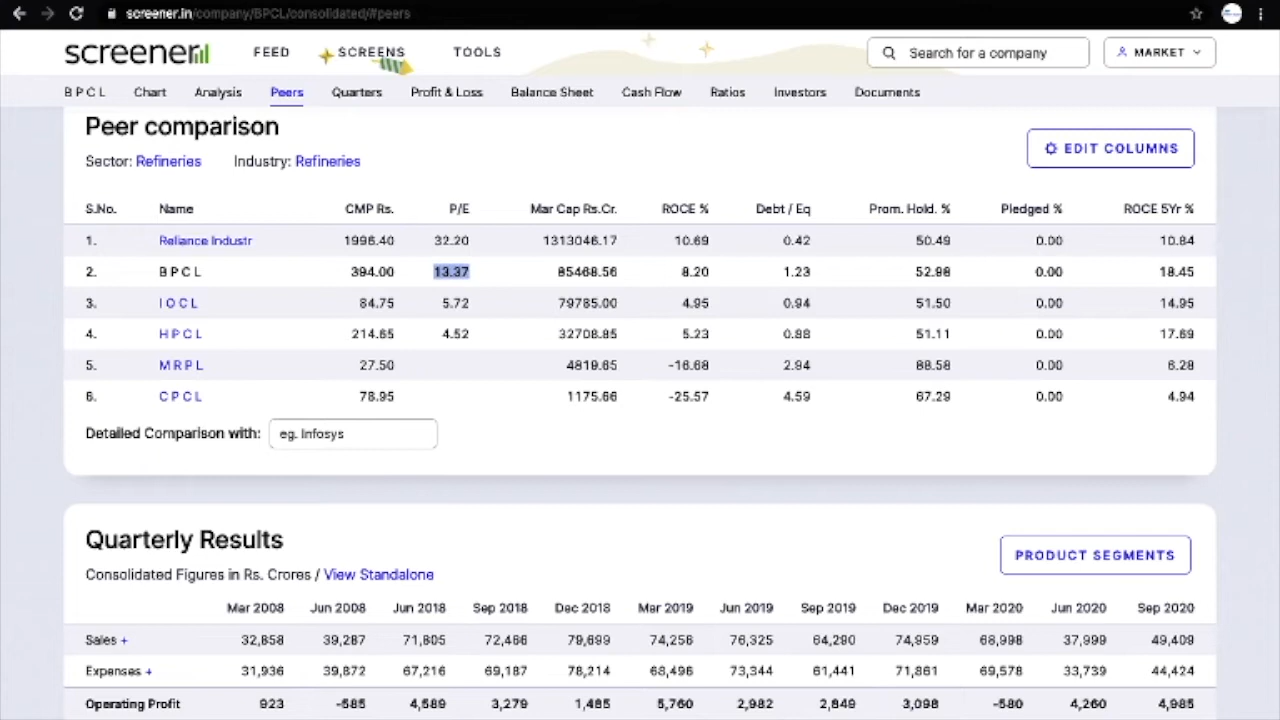 screener.in/company/BPCL/consolidated/#peers
screener FEED SCREENS TOOLS Search for a company MARKET
B P C L Chart Analysis Peers Quarters Profit & Loss Balance Sheet Cash Flow Ratios Investors Documents
Peer comparison
Sector: Refineries Industry: Refineries
EDIT COLUMNS
S.No. Name CMP Rs. P/E Mar Cap Rs.Cr. ROCE % Debt / Eq Prom. Hold. % Pledged % ROCE 5Yr %
1. Reliance Industr 1996.40 32.20 1313046.17 10.69 0.42 50.49 0.00 10.84
2. B P C L 394.00 13.37 85468.56 8.20 1.23 52.98 0.00 18.45
3. I O C L 84.75 5.72 79785.00 4.95 0.94 51.50 0.00 14.95
4. H P C L 214.65 4.52 32708.85 5.23 0.88 51.11 0.00 17.69
5. M R P L 27.50 4819.65 -16.68 2.94 88.58 0.00 6.28
6. C P C L 78.95 1175.66 -25.57 4.59 67.29 0.00 4.94
Detailed Comparison with: eg. Infosys
Quarterly Results
PRODUCT SEGMENTS
Consolidated Figures in Rs. Crores / View Standalone
Mar 2008 Jun 2008 Jun 2018 Sep 2018 Dec 2018 Mar 2019 Jun 2019 Sep 2019 Dec 2019 Mar 2020 Jun 2020 Sep 2020
Sales + 32,858 39,287 71,805 72,466 79,699 74,256 76,325 64,290 74,959 68,998 37,999 49,409
Expenses + 31,936 39,872 67,216 69,187 78,214 68,496 73,344 61,441 71,861 69,578 33,739 44,424
Operating Profit 923 -585 4,589 3,279 1,485 5,760 2,982 2,849 3,098 -580 4,260 4,985